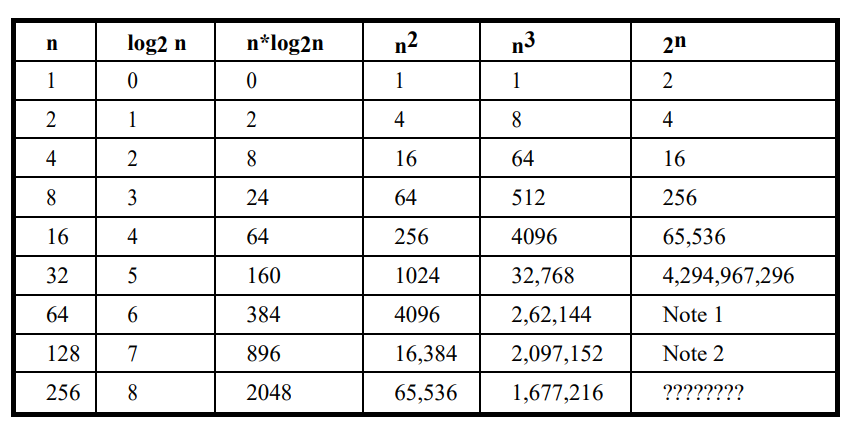 n log2 n n*log2n n2 n3 2n
1 0 0 1 1 2
2 1 2 4 8 4
4 2 8 16 64 16
8 3 24 64 512 256
16 4 64 256 4096 65,536
32 5 160 1024 32,768 4,294,967,296
64 6 384 4096 2,62,144 Note 1
128 7 896 16,384 2,097,152 Note 2
256 8 2048 65,536 1,677,216 ????????